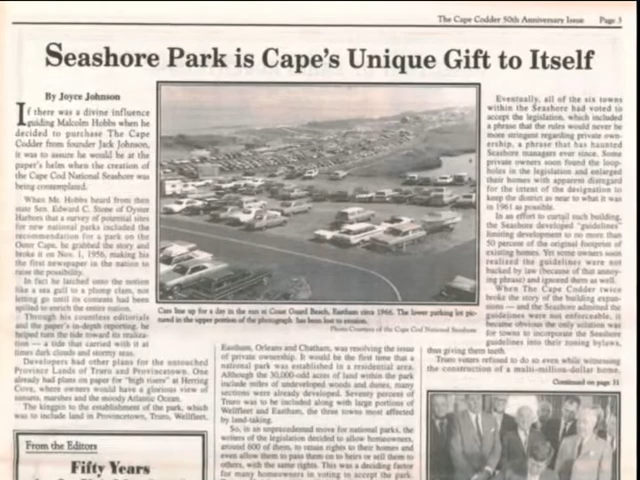 The Cape Codder 50th Anniversary Issue Page 3
Seashore Park is Cape's Unique Gift to Itself
By Joyce Johnson
If there was a divine influence
guiding Malcolm Hobbs when he
decided to purchase The Cape
Codder from founder Jack Johnson,
it was to assure he would be at the
paper's helm when the creation of
the Cape Cod National Seashore was
being contemplated.
When Mr. Hobbs heard from then
state Sen. Edward C. Stone of Oyster
Harbors that a survey of potential sites
for new national parks included the
recommendation for a park on the
Outer Cape, he grabbed the story and
broke it on Nov. 1, 1956, making his
the first newspaper in the nation to
raise the possibility.
In fact he latched onto the notion
like a sea gull to a plump clam, not
letting go until its contents had been
spilled to enrich the entire nation.
Through his countless editorials
and the paper's in-depth reporting, he
helped turn the tide toward its realiza-
tion — a tide that carried with it at
times dark clouds and stormy seas.
Developers had other plans for the untouched
Province Lands of Truro and Provincetown. One
already had plans on paper for "high risers" at Herring
Cove, where owners would have a glorious view of
sunsets, marshes and the moody Atlantic Ocean.
The kingpin to the establishment of the park, which
was to include land in Provincetown, Truro, Wellfleet,
From the Editors
Fifty Years
Cars line up for a day in the sun at Coast Guard Beach, Eastham circa 1966. The lower parking lot pic-
tured in the upper portion of the photograph has been lost to erosion.
Photo Courtesy of the Cape Cod National Seashore
Eastham, Orleans and Chatham, was resolving the issue
of private ownership. It would be the first time that a
national park was established in a residential area.
Although the 30,000-odd acres of land within the park
include miles of undeveloped woods and dunes, many
sections were already developed. Seventy percent of
Truro was to be included along with large portions of
Wellfleet and Eastham, the three towns most affected
by land-taking.
So, in an unprecedented move for national parks, the
writers of the legislation decided to allow homeowners,
around 600 of them, to retain rights to their homes and
even allow them to pass them on to heirs or sell them to
others, with the same rights. This was a deciding factor
for many homeowners in voting to accept the park.
Eventually, all of the six towns
within the Seashore had voted to
accept the legislation, which included
a phrase that the rules would never be
more stringent regarding private own-
ership, a phrase that has haunted
Seashore managers ever since. Some
private owners soon found the loop-
holes in the legislation and enlarged
their homes with apparent disregard
for the intent of the designation to
keep the district as near to what it was
in 1961 as possible.
In an effort to curtail such building,
the Seashore developed "guidelines"
limiting development to no more than
50 percent of the original footprint of
existing homes. Yet some owners soon
realized the guidelines were not
backed by law (because of that annoy-
ing phrase) and ignored them as well.
When The Cape Codder twice
broke the story of the building expan-
sions — and the Seashore admitted the
guidelines were not enforceable, it
became obvious the only solution was
for towns to incorporate the Seashore
guidelines into their zoning bylaws,
thus giving them teeth.
Truro voters refused to do so even while witnessing
the construction of a multi-million-dollar home,
Continued on page 31